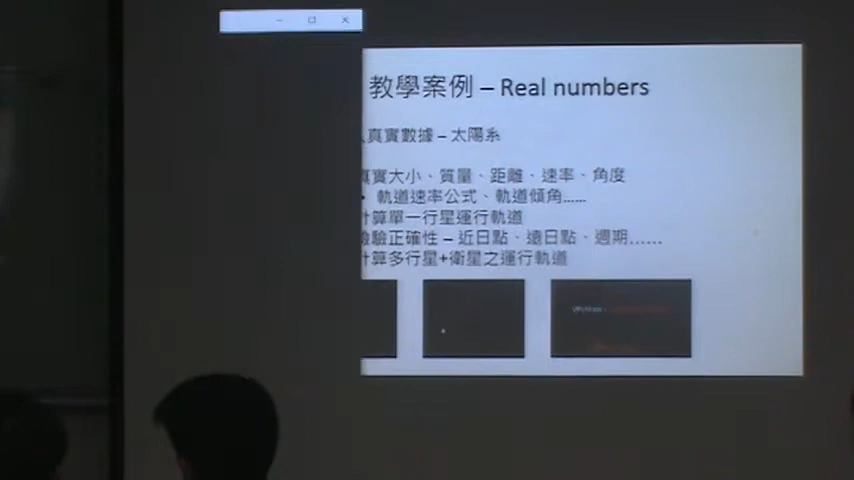 教學案例 – Real numbers
真實數據 – 太陽系
真實大小、質量、距離、速率、角度
軌道速率公式、軌道傾角......
計算單一行星運行軌道
檢驗正確性 – 近日點、遠日點、週期......
計算多行星+衛星之運行軌道